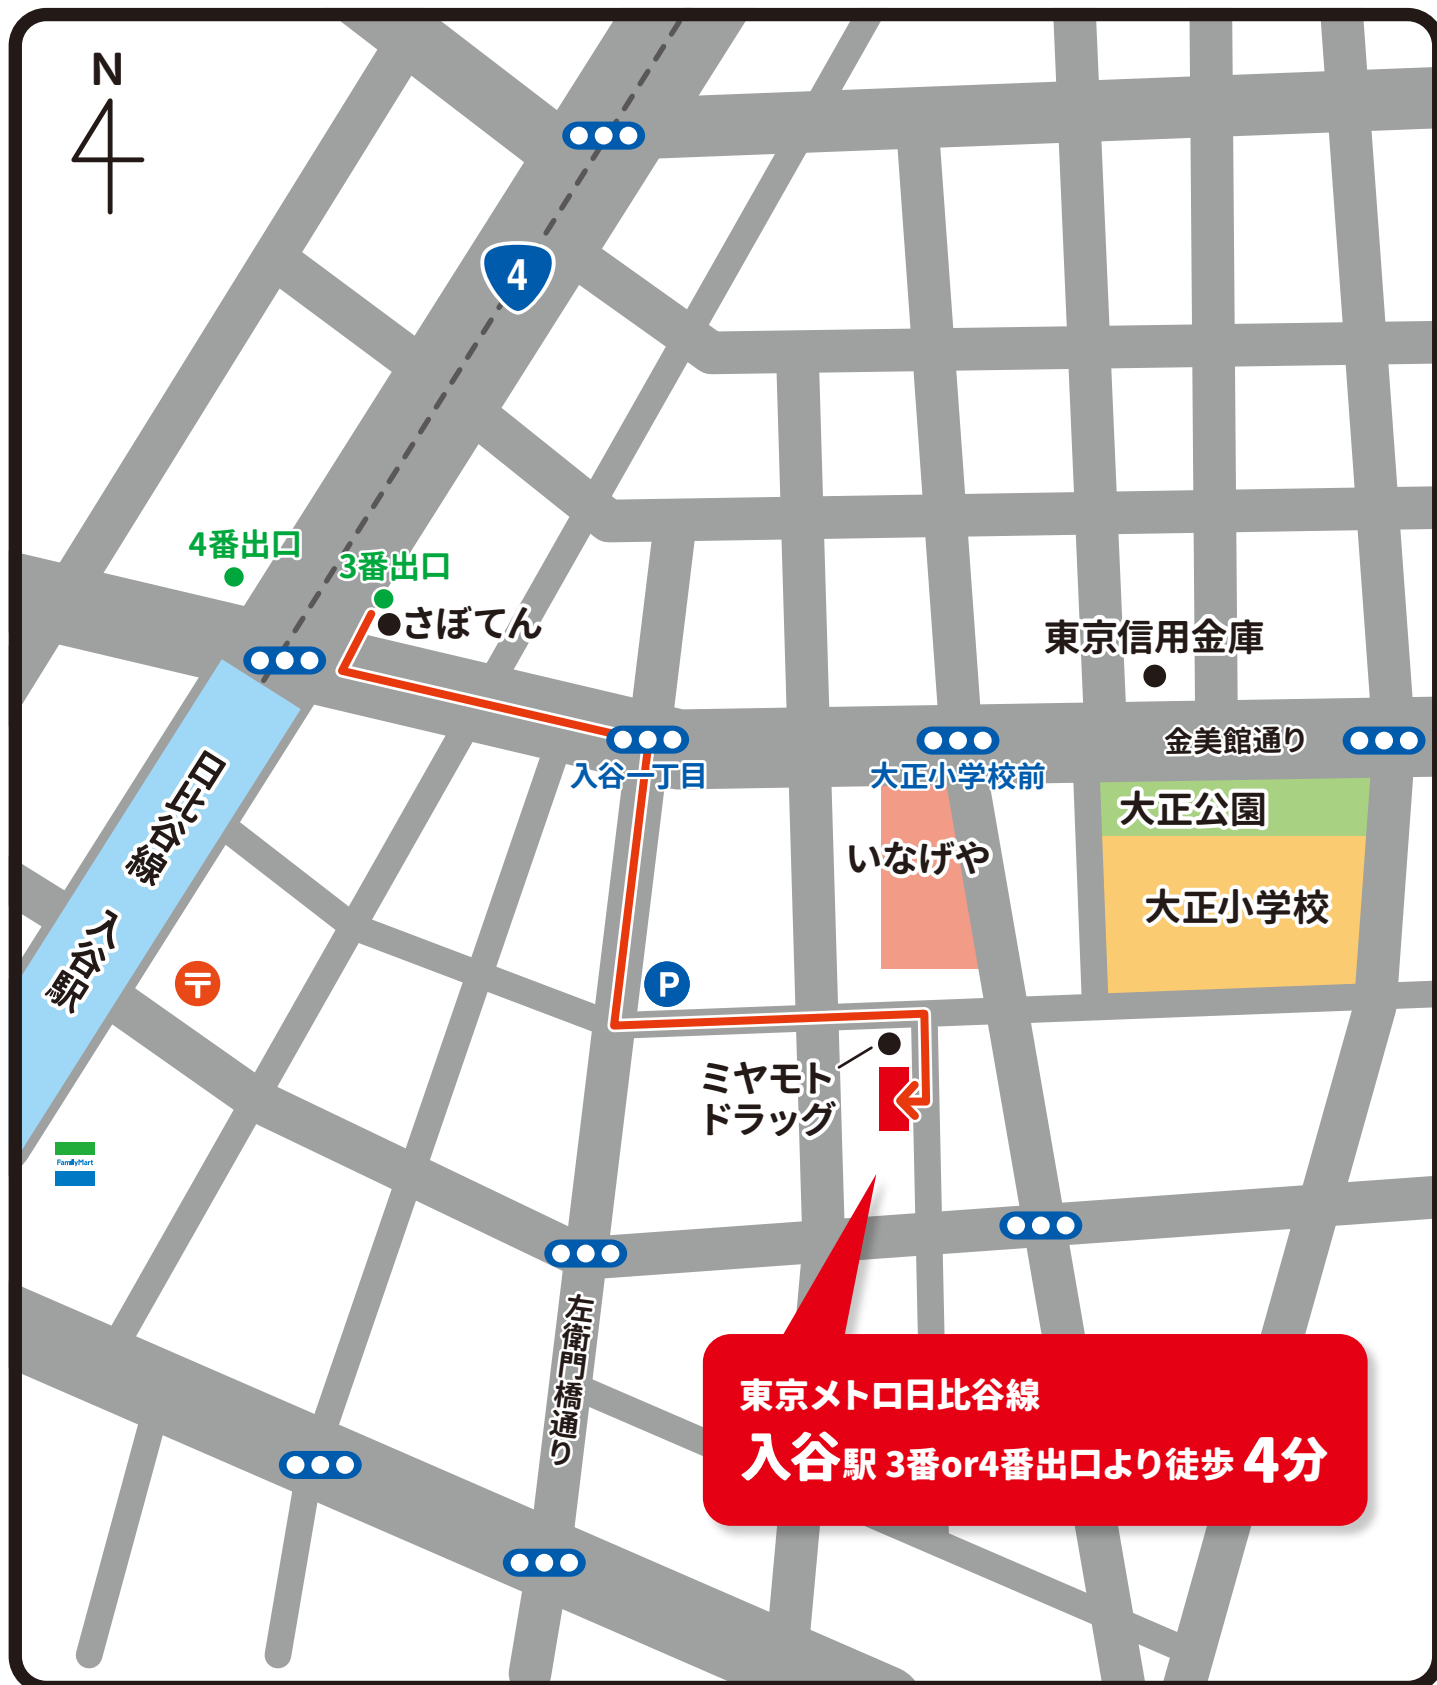 N
4
4番出口
3番出口
さぼてん
東京信用金庫
金美館通り
入谷一丁目
大正小学校前
日比谷線 入谷駅
大正公園
いなげや
大正小学校
〒
P
ミヤモト
ドラッグ
FamilyMart
左衛門橋通り
東京メトロ日比谷線
入谷駅 3番or4番出口より徒歩 4分